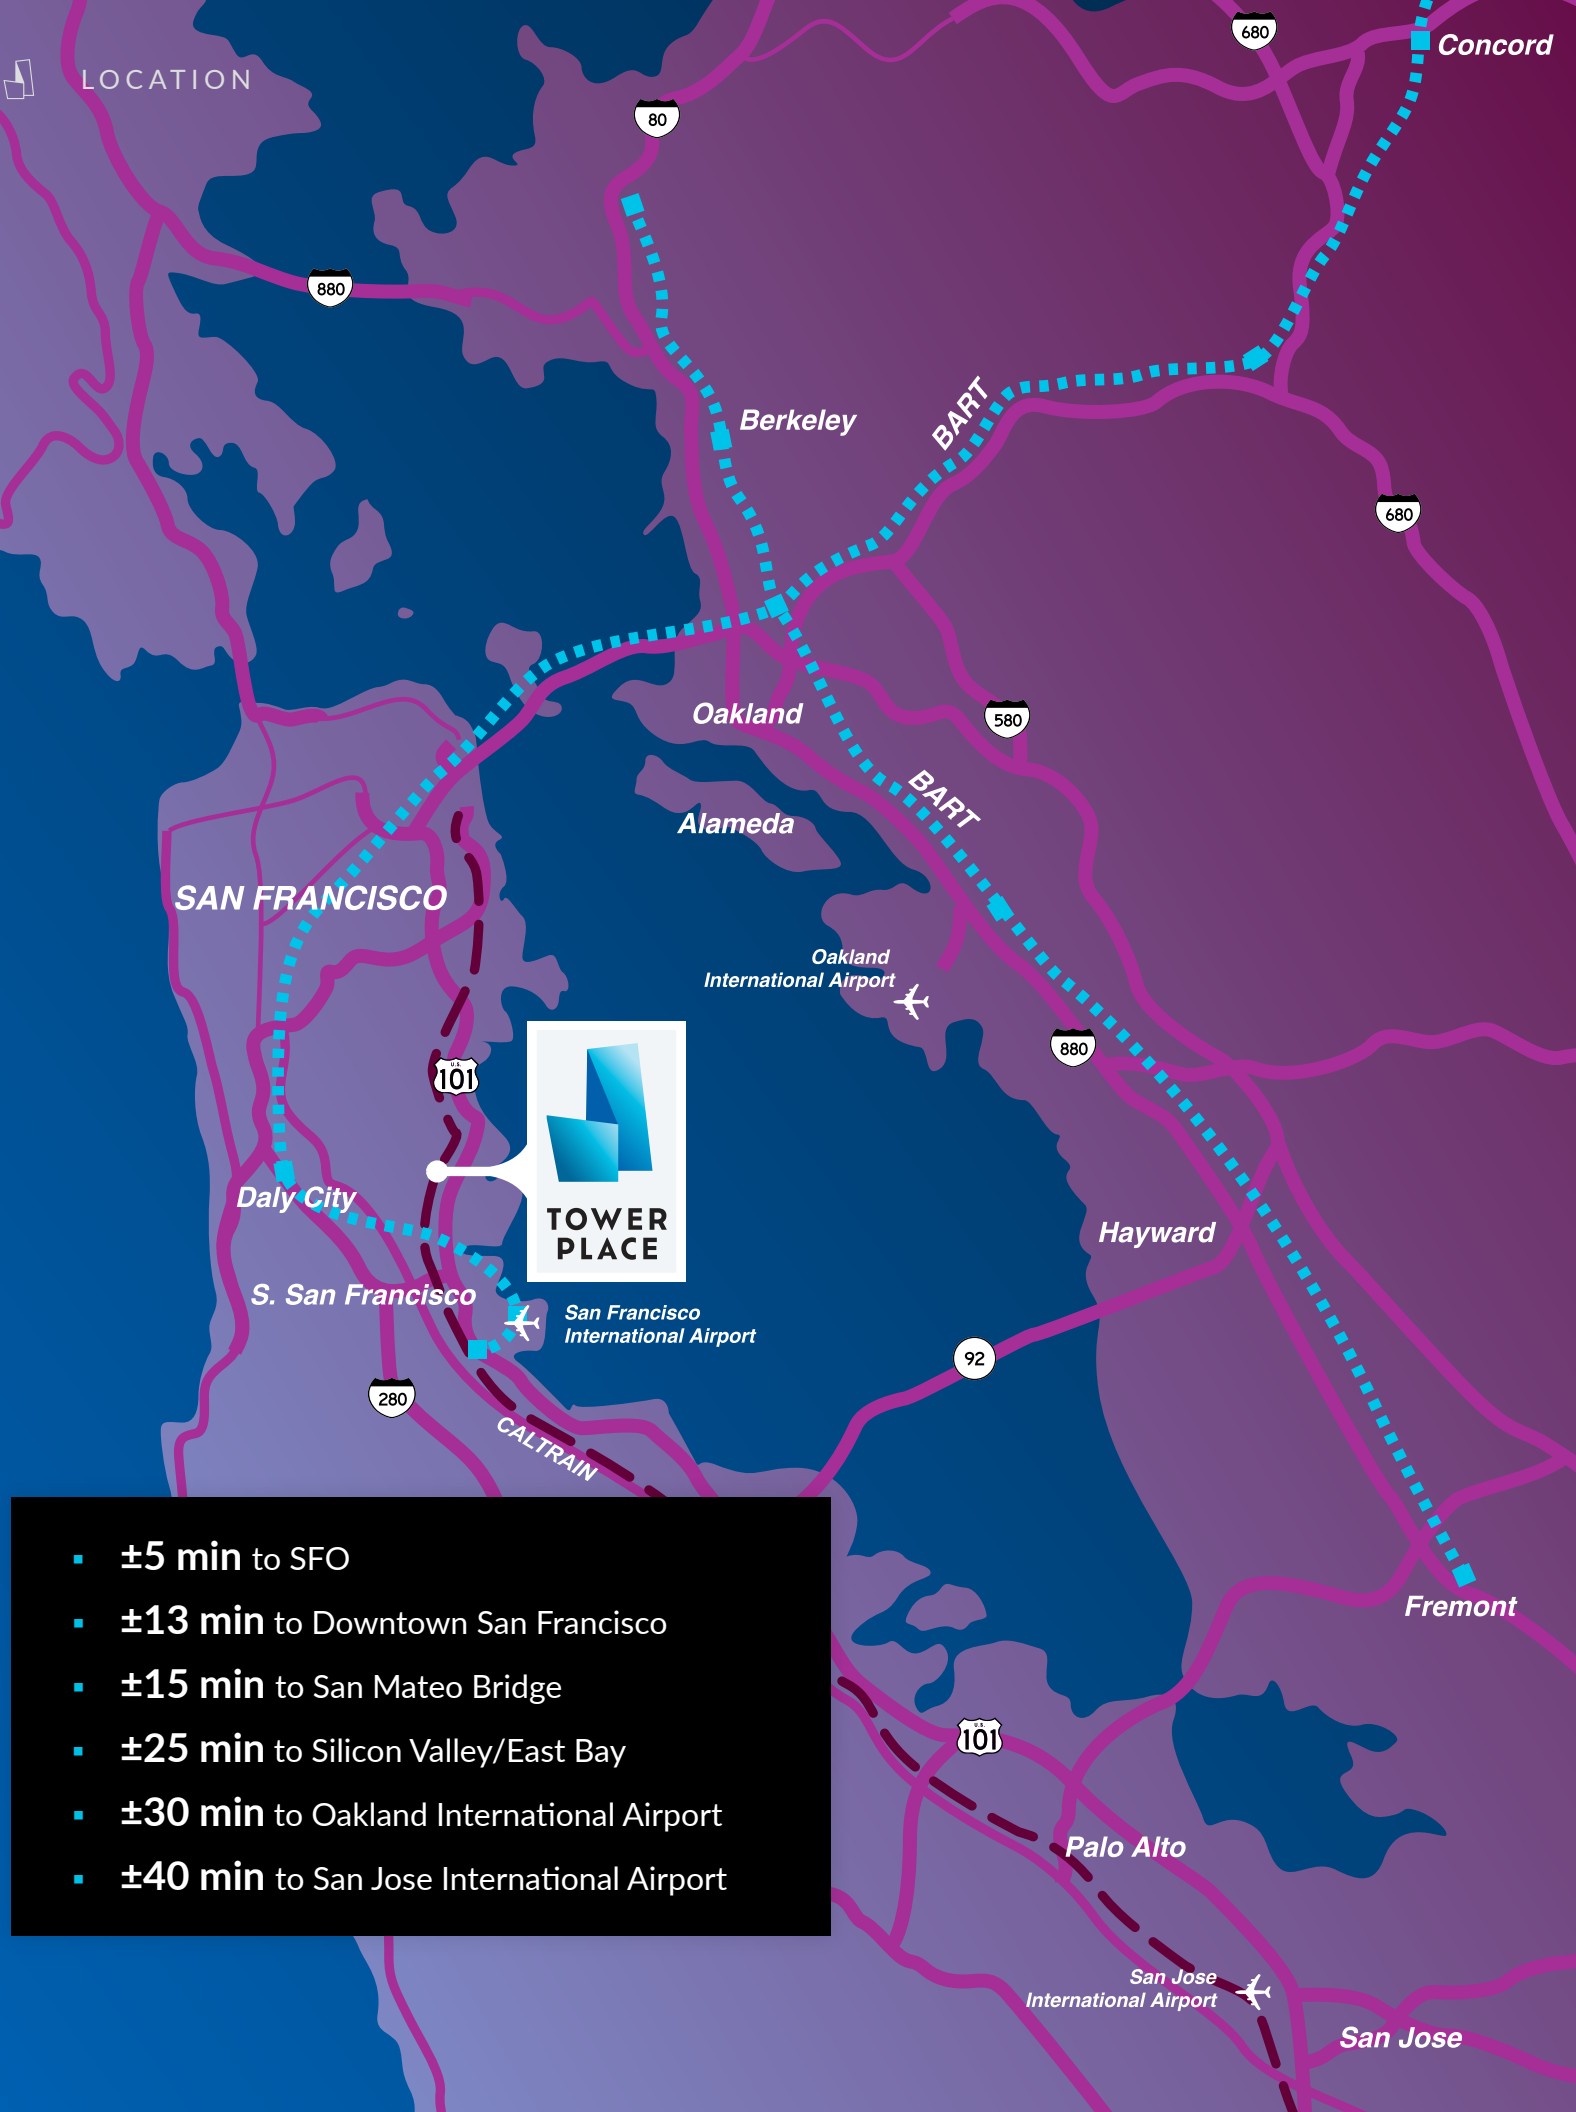 LOCATION
680
Concord
80
880
BART
Berkeley
680
Oakland
580
BART
Alameda
SAN FRANCISCO
Oakland
International Airport
880
U.S.
101
TOWER
PLACE
Daly City
Hayward
S. San Francisco
San Francisco
International Airport
92
280
CALTRAIN
±5 min to SFO
±13 min to Downtown San Francisco
±15 min to San Mateo Bridge
±25 min to Silicon Valley/East Bay
±30 min to Oakland International Airport
±40 min to San Jose International Airport
Fremont
U.S.
101
Palo Alto
San Jose
International Airport
San Jose